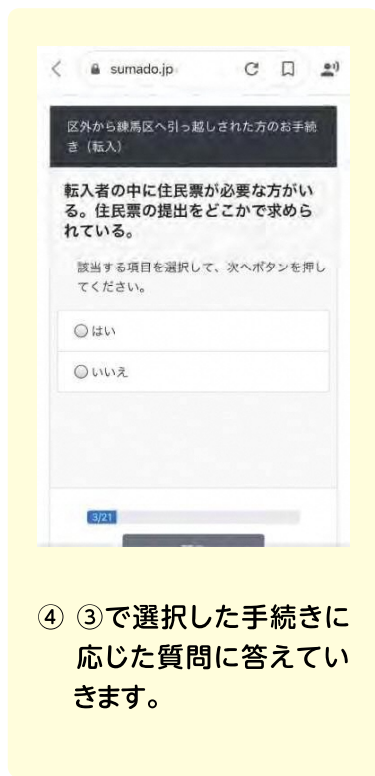 sumado.jp
区外から練馬区へ引っ越しされた方のお手続
き（転入）
転入者の中に住民票が必要な方がい
る。住民票の提出をどこかで求めら
れている。
該当する項目を選択して、次へボタンを押し
てください。
はい
いいえ
3/21
④ ③で選択した手続きに
応じた質問に答えてい
きます。